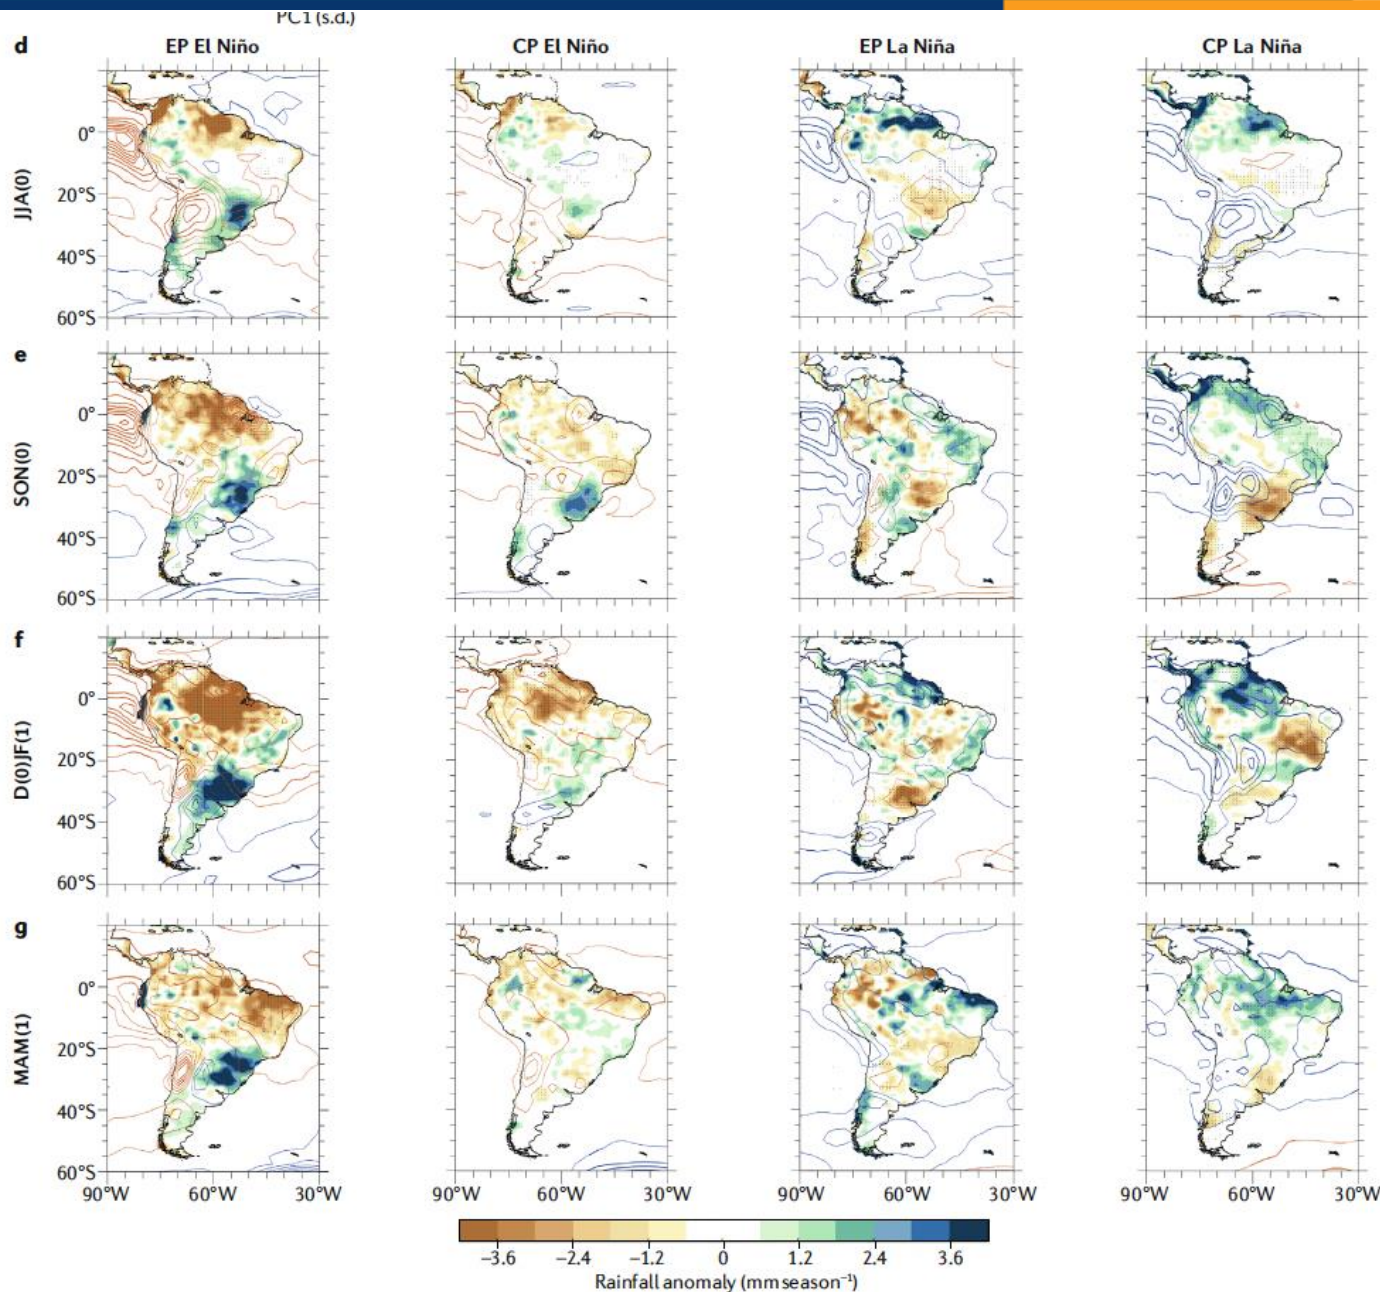 PC1 (s.d.)
d
EP El Niño
CP El Niño
EP La Niña
CP La Niña
JJA(0)
0°
20°S
40°S
60°S
e
SON(0)
0°
20°S
40°S
60°S
f
D(0)JF(1)
0°
20°S
40°S
60°S
g
MAM(1)
0°
20°S
40°S
60°S
90°W 60°W 30°W 90°W 60°W 30°W 90°W 60°W 30°W 90°W 60°W 30°W
−3.6 −2.4 −1.2 0 1.2 2.4 3.6
Rainfall anomaly (mm season⁻¹)